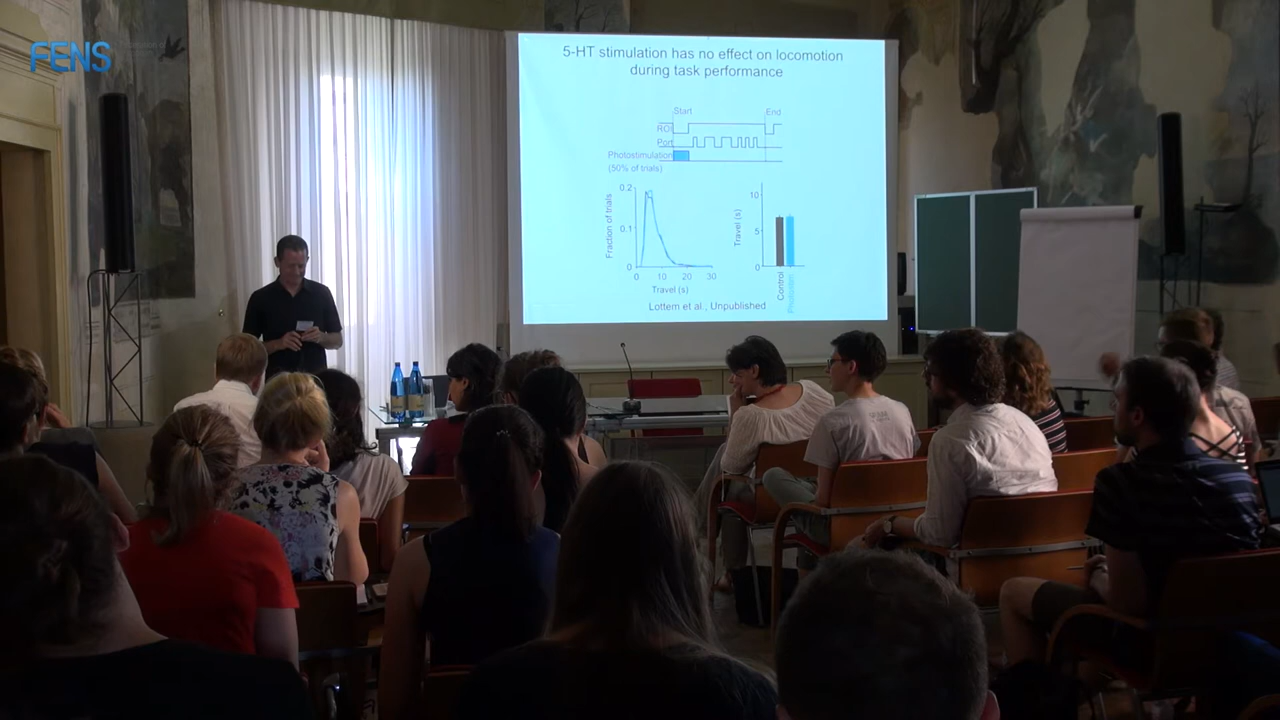 FENS
5-HT stimulation has no effect on locomotion
during task performance
Start
End
ROI
Port
Photostimulation
(50% of trials)
0.2
0.1
0
Fraction of trials
0
10
20
30
Travel (s)
10
5
0
Travel (s)
Control
Lottem et al., Unpublished